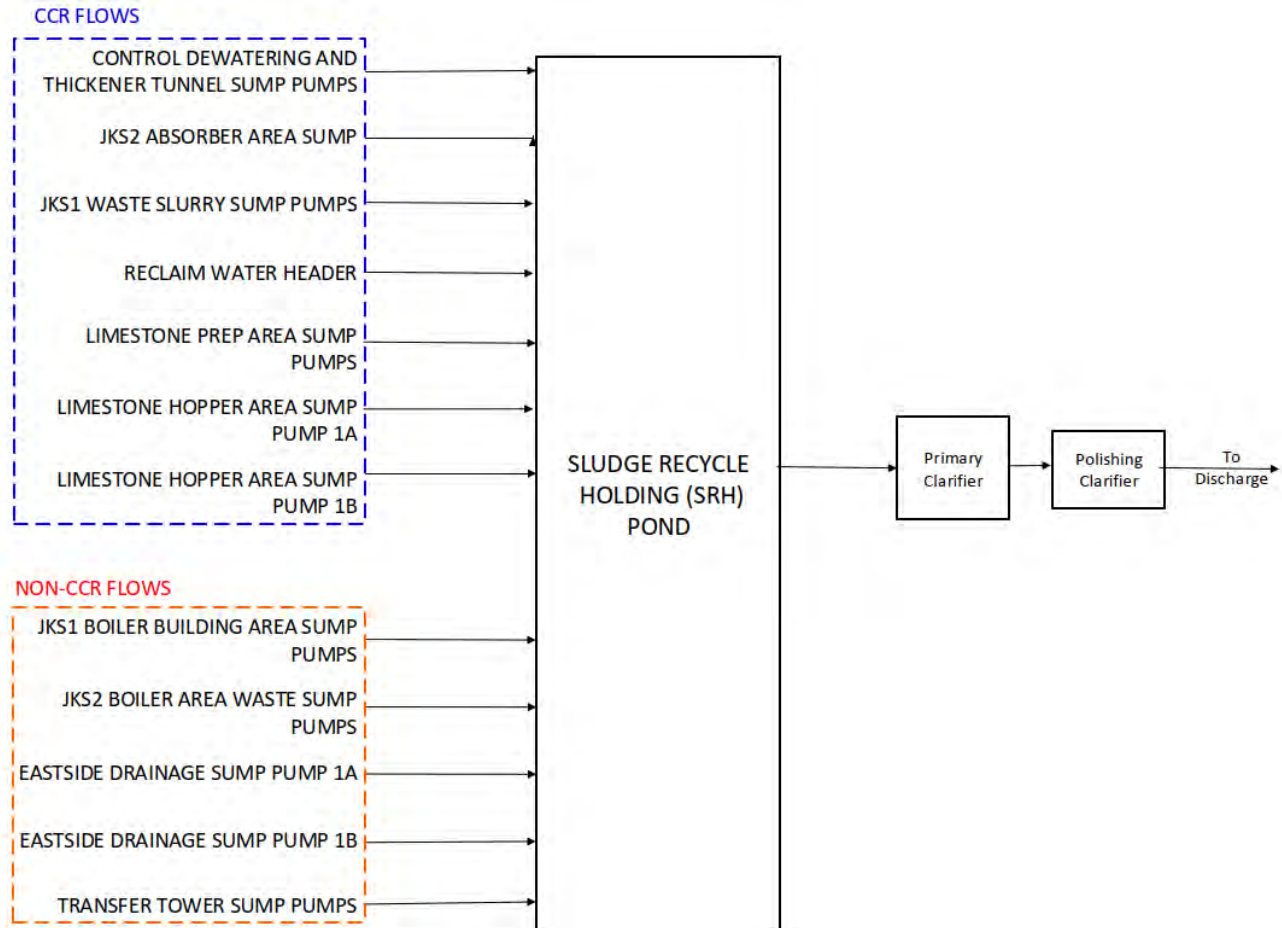 CCR FLOWS
CONTROL DEWATERING AND
THICKENER TUNNEL SUMP PUMPS
JKS2 ABSORBER AREA SUMP
JKS1 WASTE SLURRY SUMP PUMPS
RECLAIM WATER HEADER
LIMESTONE PREP AREA SUMP
PUMPS
LIMESTONE HOPPER AREA SUMP
PUMP 1A
LIMESTONE HOPPER AREA SUMP
PUMP 1B
NON-CCR FLOWS
JKS1 BOILER BUILDING AREA SUMP
PUMPS
JKS2 BOILER AREA WASTE SUMP
PUMPS
EASTSIDE DRAINAGE SUMP PUMP 1A
EASTSIDE DRAINAGE SUMP PUMP 1B
TRANSFER TOWER SUMP PUMPS
SLUDGE RECYCLE
HOLDING (SRH)
POND
Primary
Clarifier
Polishing
Clarifier
To
Discharge